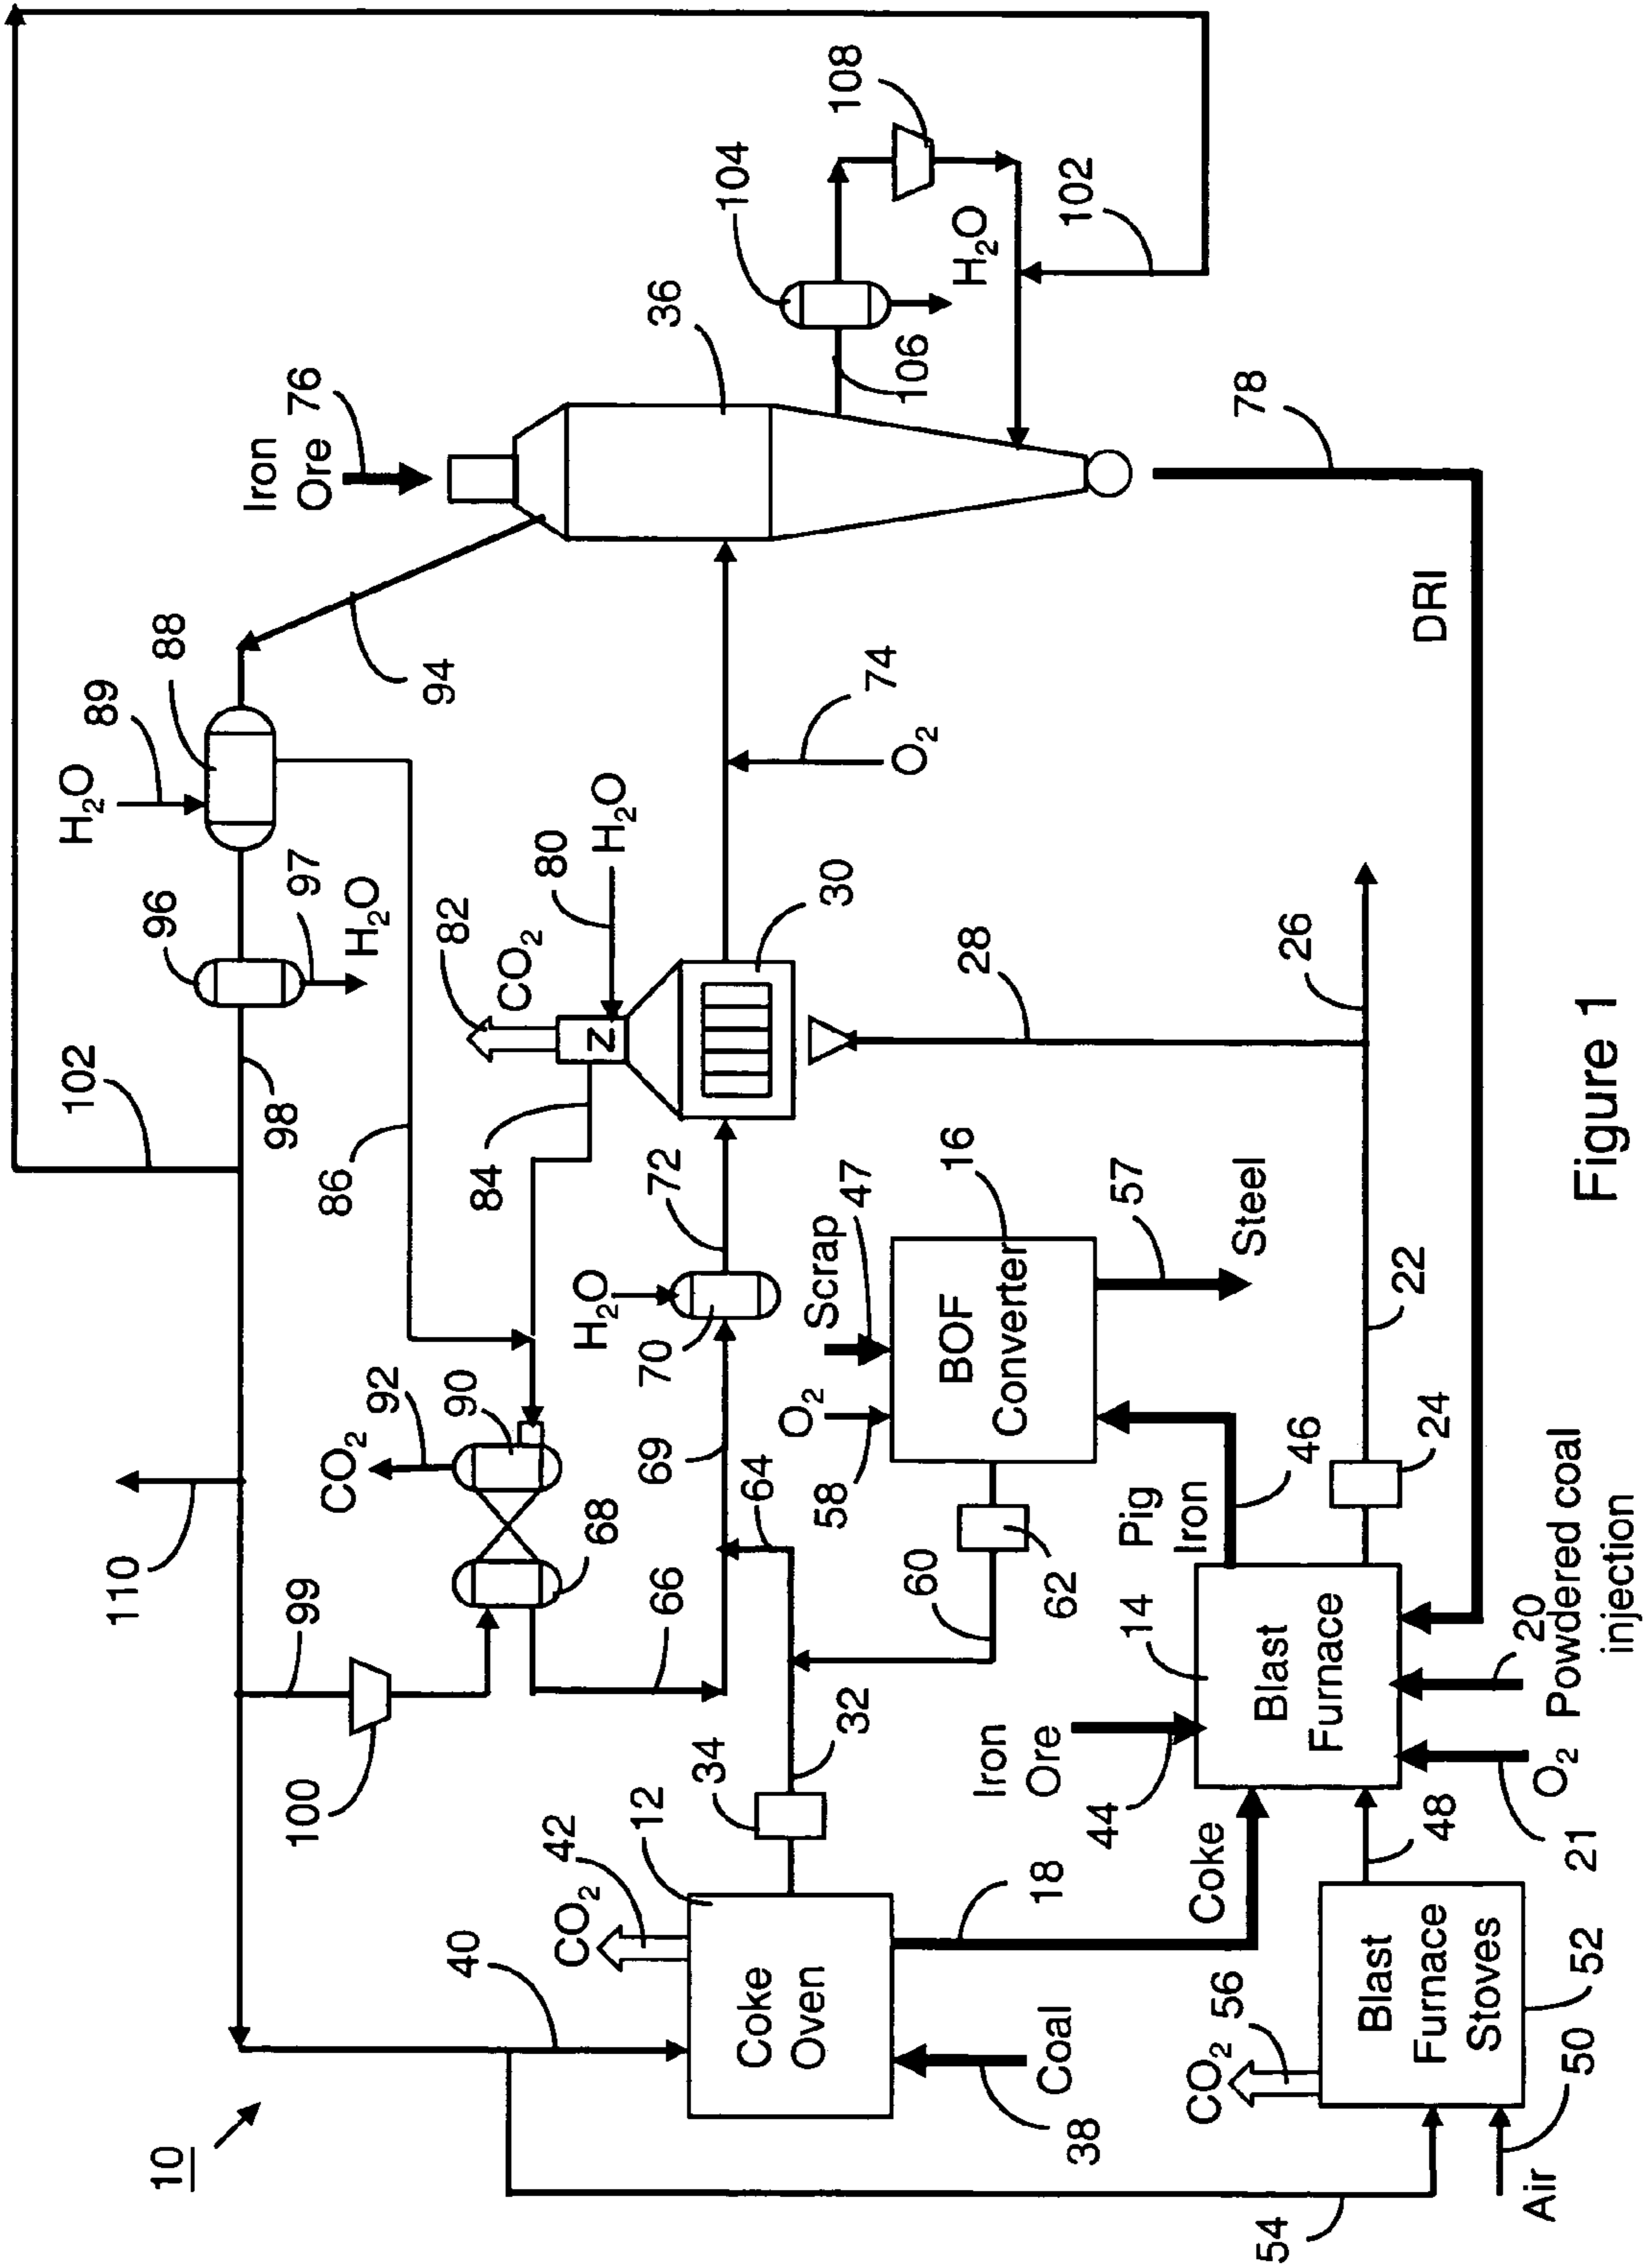 10
110
102
98
96
97
H₂O
H₂O
89
88
94
Iron
Ore
76
36
104
106
H₂O
108
102
99
100
CO₂
92
90
68
86
84
82
CO₂
80
H₂O
Z
30
74
O₂
66
69
64
H₂O
70
72
40
CO₂
42
12
Coke
Oven
34
32
60
62
Coal
38
18
Coke
O₂
58
Scrap
47
BOF
Converter
16
57
Steel
28
26
Iron
Ore
44
14
Blast
Furnace
Pig
Iron
46
24
22
DRI
78
54
CO₂
56
Blast
Furnace
Stoves
52
Air
50
48
O₂
21
20
Powdered coal
injection
Figure 1